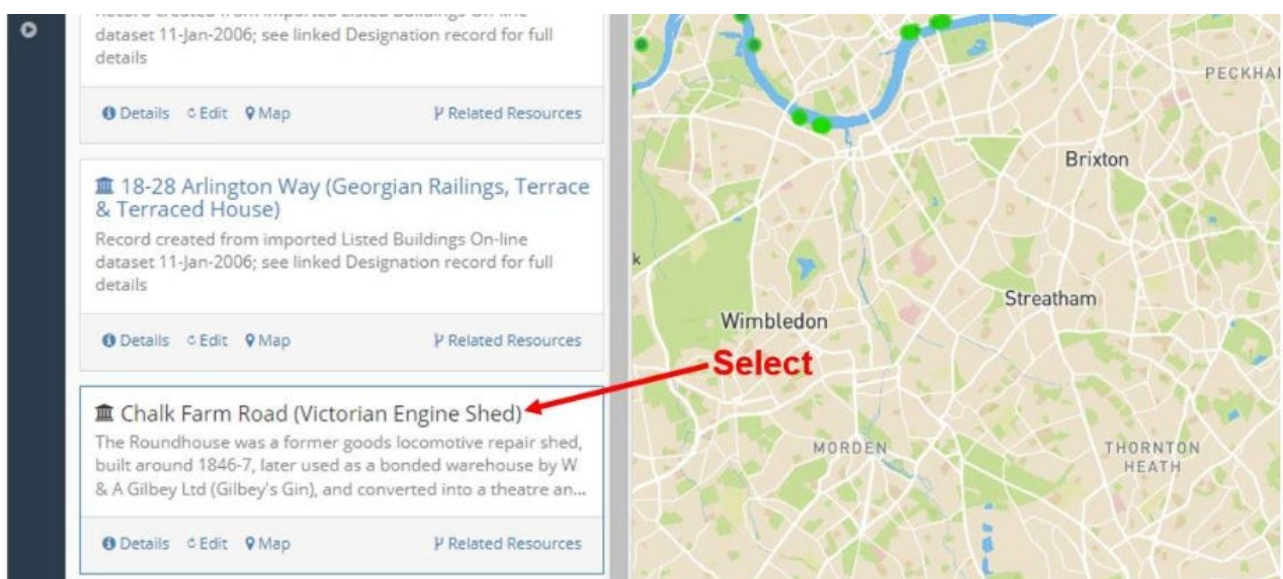 Record created from imported Listed Buildings On-line
dataset 11-Jan-2006; see linked Designation record for full
details
Details Edit Map Related Resources
18-28 Arlington Way (Georgian Railings, Terrace
& Terraced House)
Record created from imported Listed Buildings On-line
dataset 11-Jan-2006; see linked Designation record for full
details
Details Edit Map Related Resources
Chalk Farm Road (Victorian Engine Shed)
The Roundhouse was a former goods locomotive repair shed,
built around 1846-7, later used as a bonded warehouse by W
& A Gilbey Ltd (Gilbey's Gin), and converted into a theatre an...
Details Edit Map Related Resources
PECKHA
Brixton
k
Streatham
Wimbledon
Select
MORDEN
THORNTON
HEATH